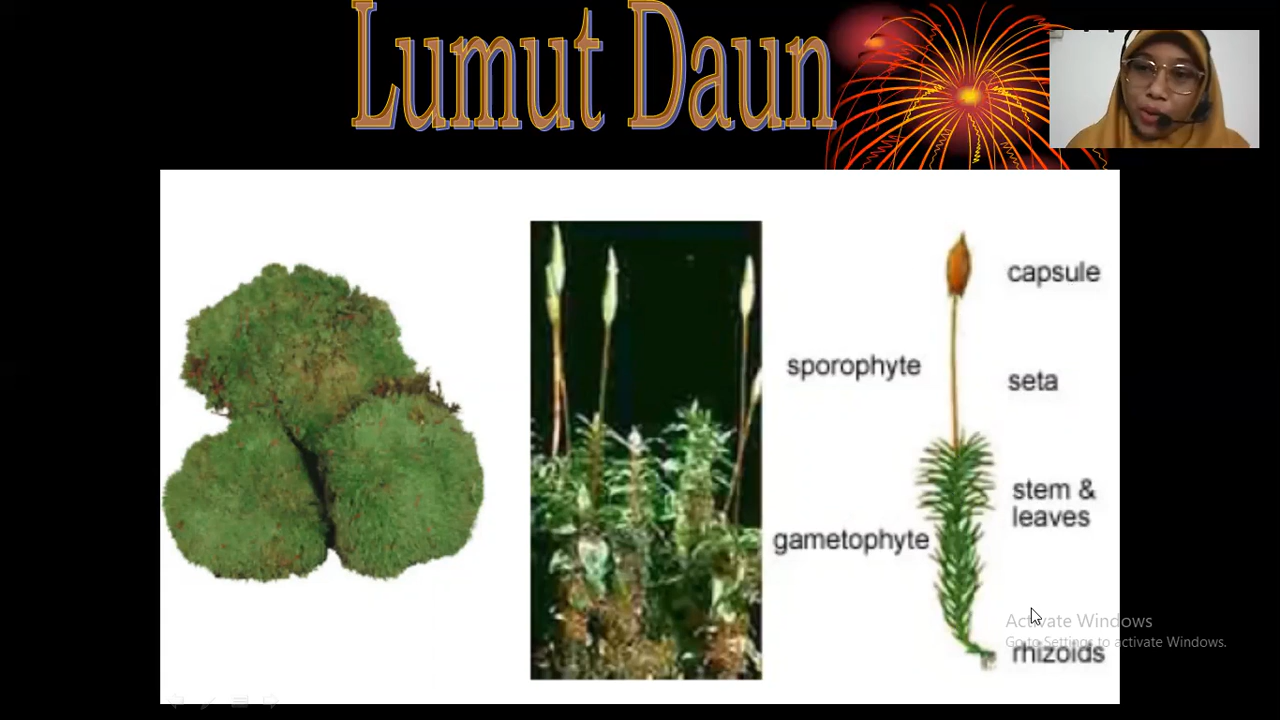 Lumut Daun
capsule
sporophyte
seta
stem &
leaves
gametophyte
Activate Windows
Go to Settings to activate Windows.
rhizoids